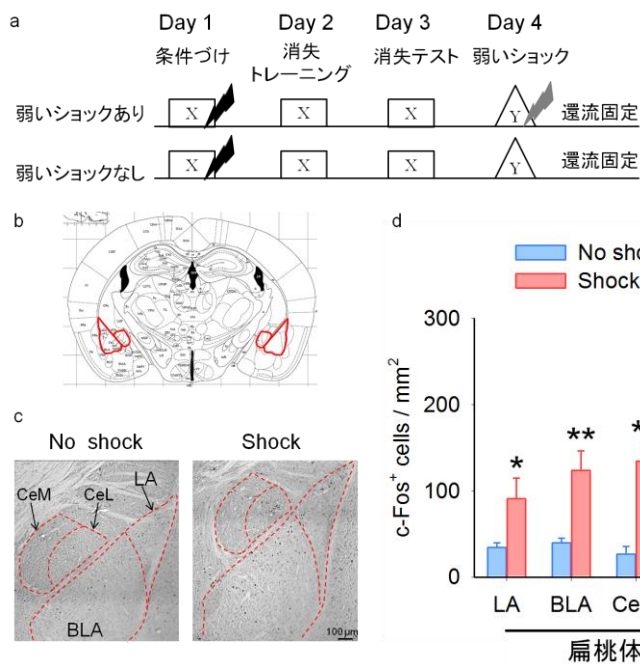 a
Day 1
Day 2
Day 3
Day 4
条件づけ
消失
トレーニング
消失テスト
弱いショック
弱いショックあり
X
X
X
Y
還流固定
弱いショックなし
X
X
X
Y
還流固定
b
c
No shock
Shock
CeM
CeL
LA
BLA
100 μm
d
No sho
Shock
c-Fos+ cells / mm2
300
200
100
0
*
**
*
LA
BLA
Ce
扁桃体